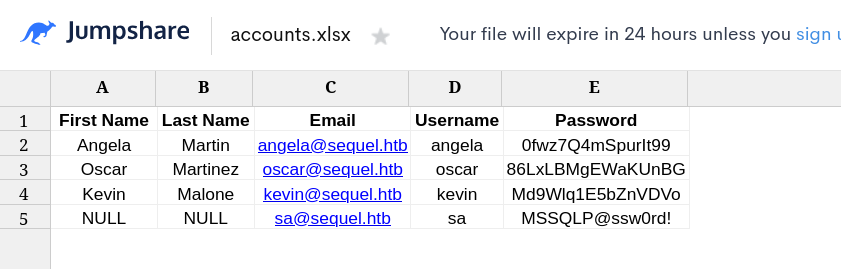 Jumpshare accounts.xlsx Your file will expire in 24 hours unless you sign
A B C D E
1 First Name Last Name Email Username Password
2 Angela Martin angela@sequel.htb angela 0fwz7Q4mSpurIt99
3 Oscar Martinez oscar@sequel.htb oscar 86LxLBMgEWaKUnBG
4 Kevin Malone kevin@sequel.htb kevin Md9Wlq1E5bZnVDVo
5 NULL NULL sa@sequel.htb sa MSSQLP@ssw0rd!